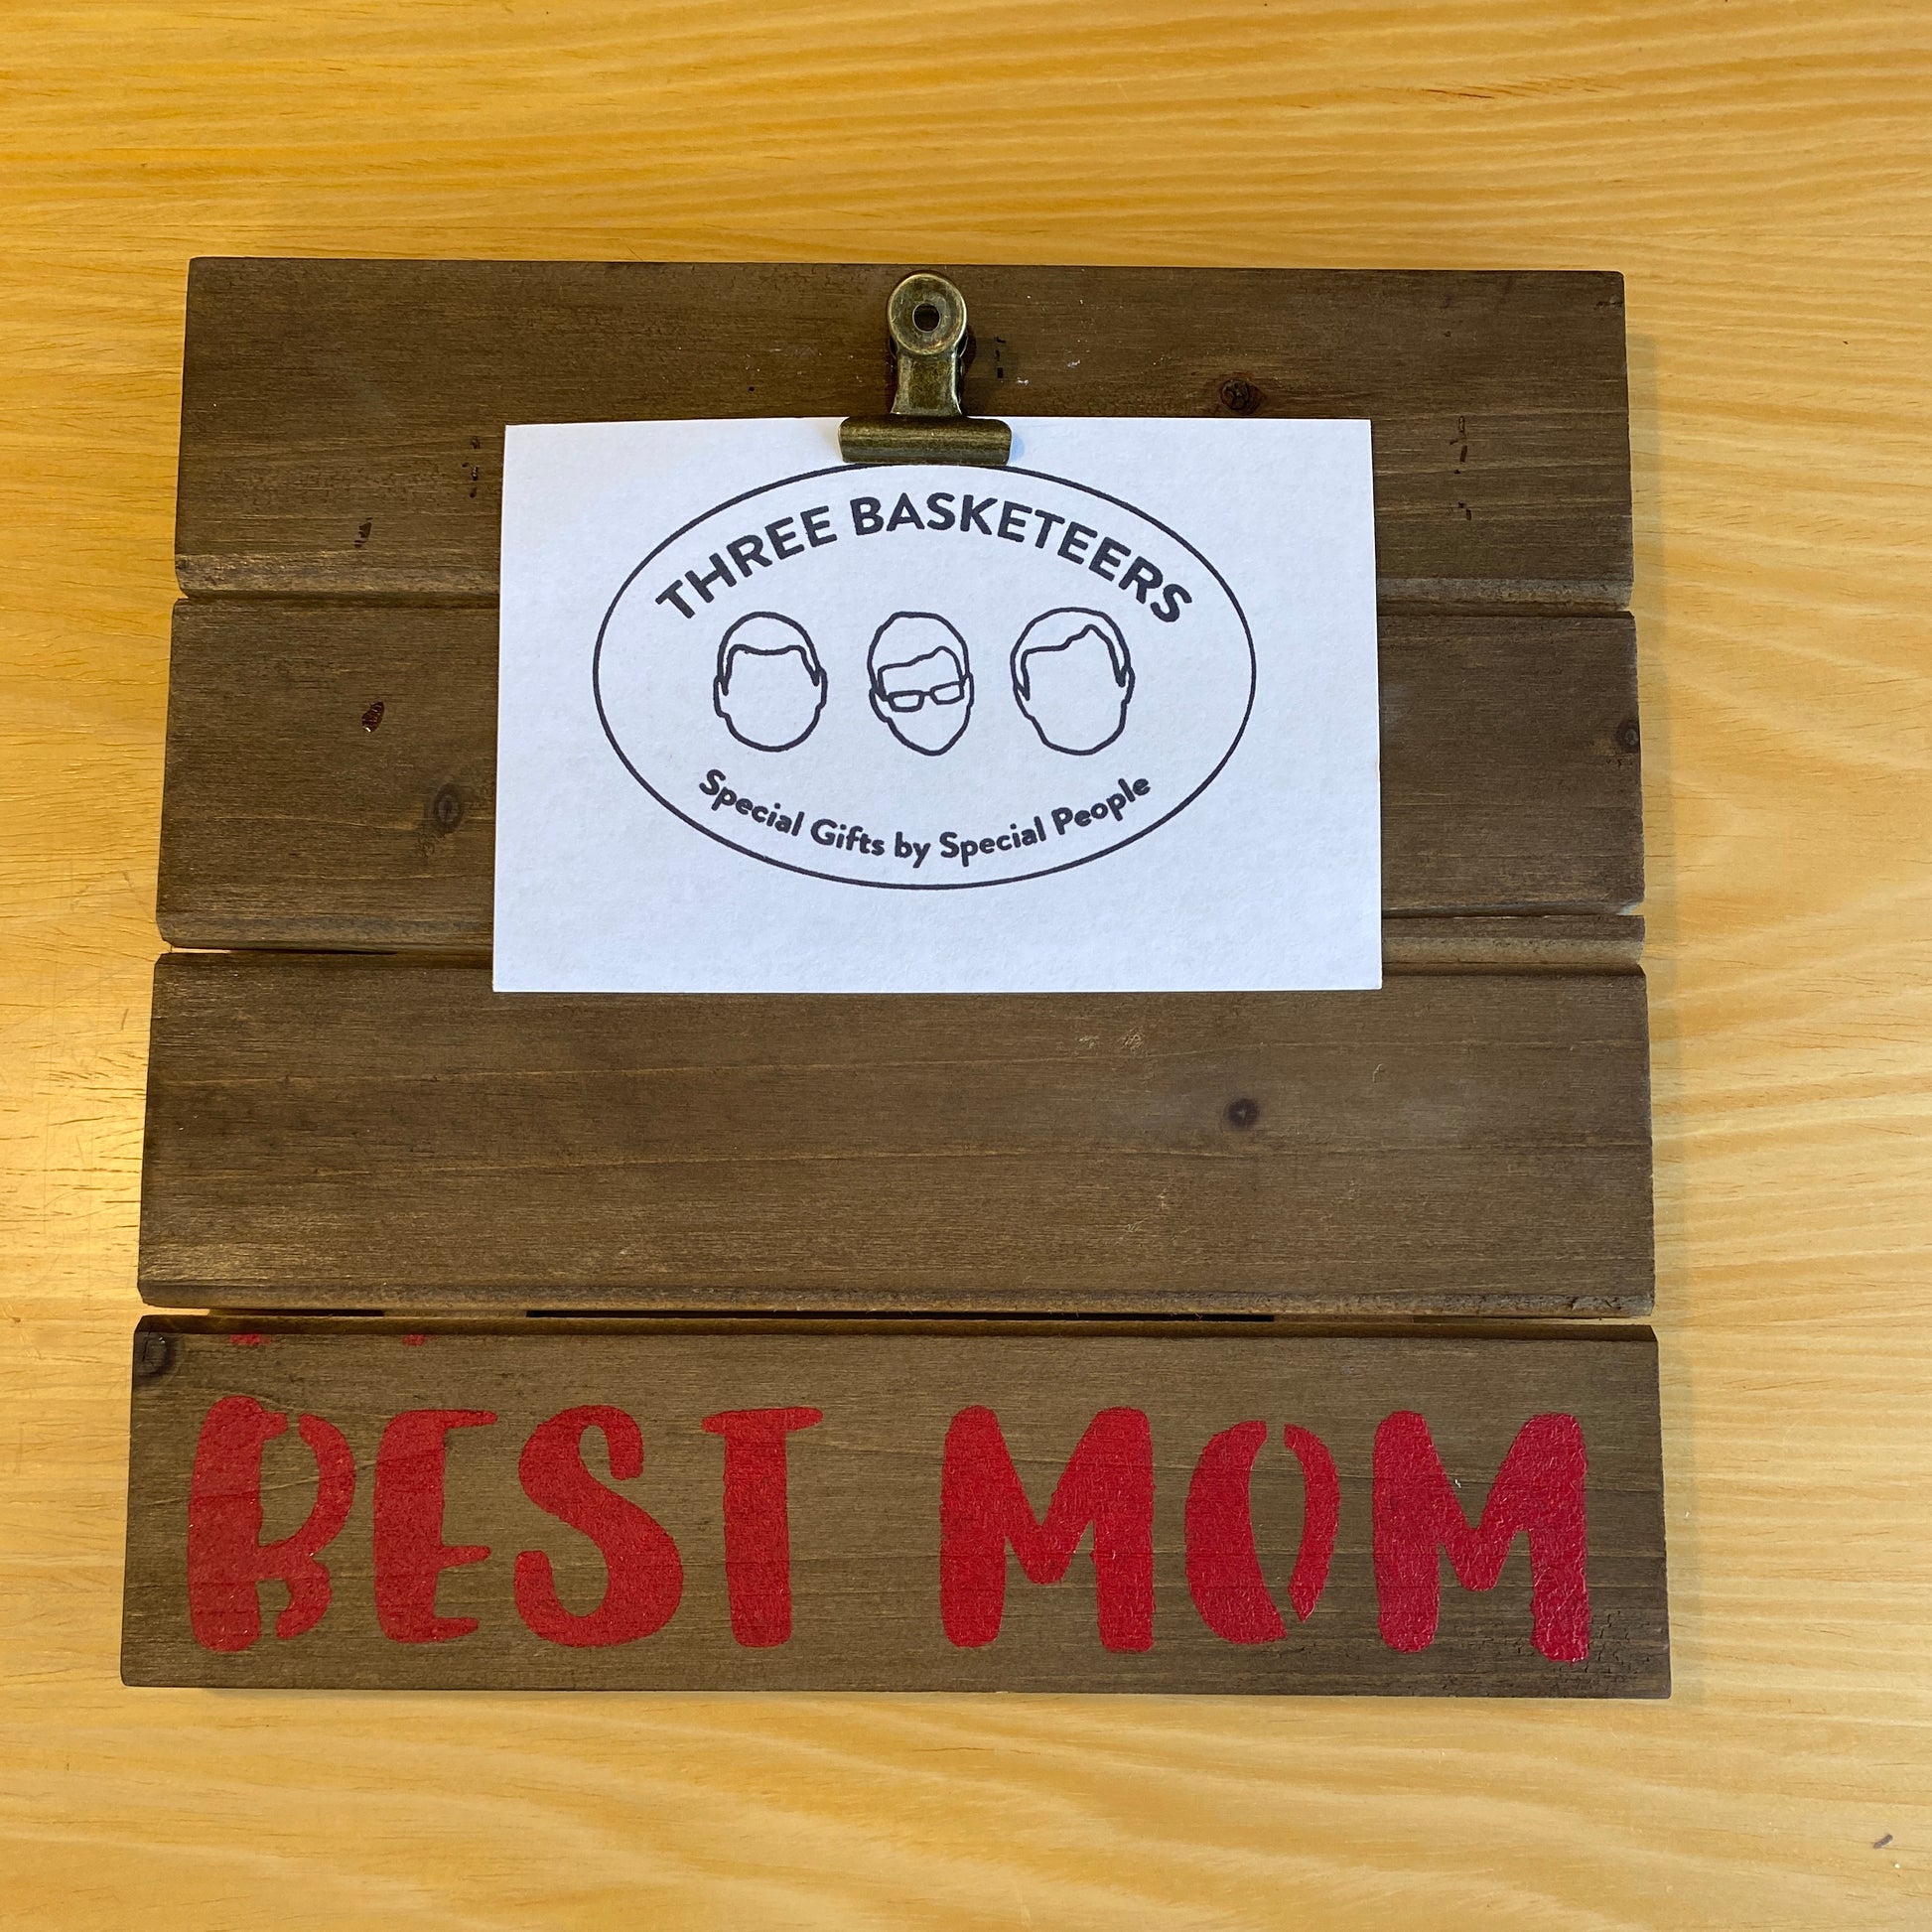 THREE BASKETEERS
Special Gifts by Special People
BEST MOM